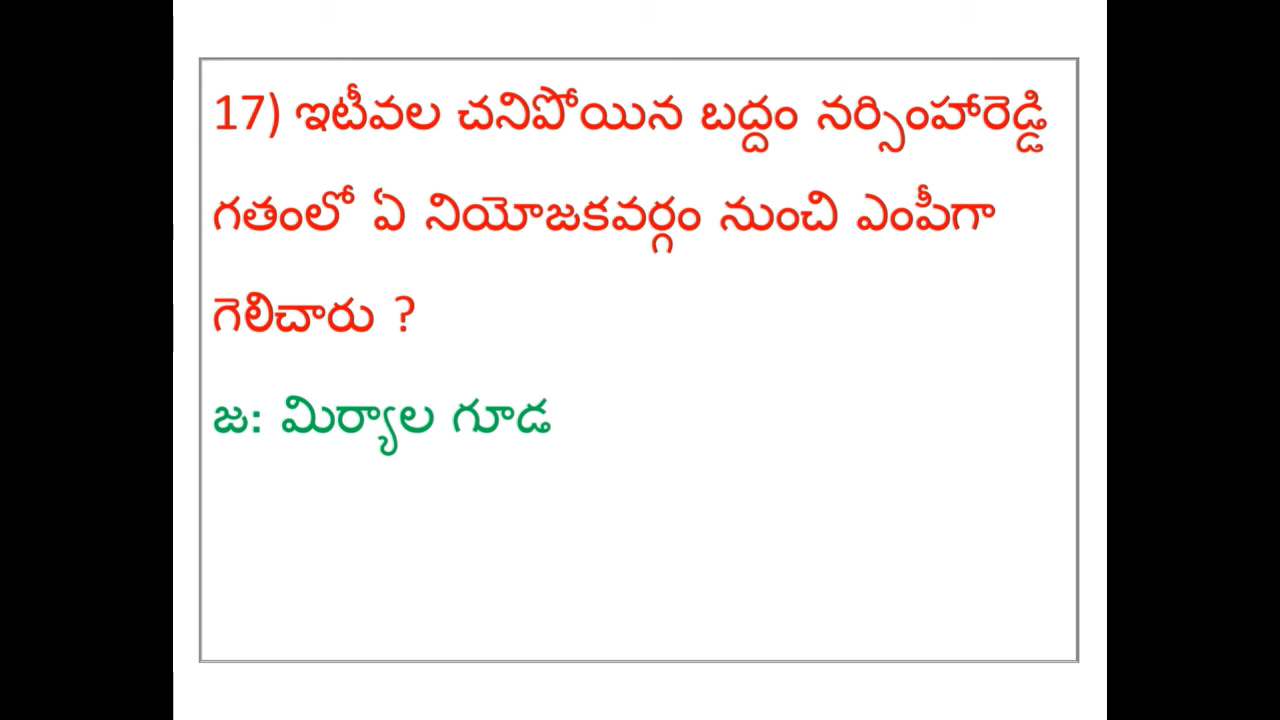 17) ఇటీవల చనిపోయిన బద్దం నర్సింహారెడ్డి
గతంలో ఏ నియోజకవర్గం నుంచి ఎంపీగా
గెలిచారు ?
జ: మిర్యాల గూడ